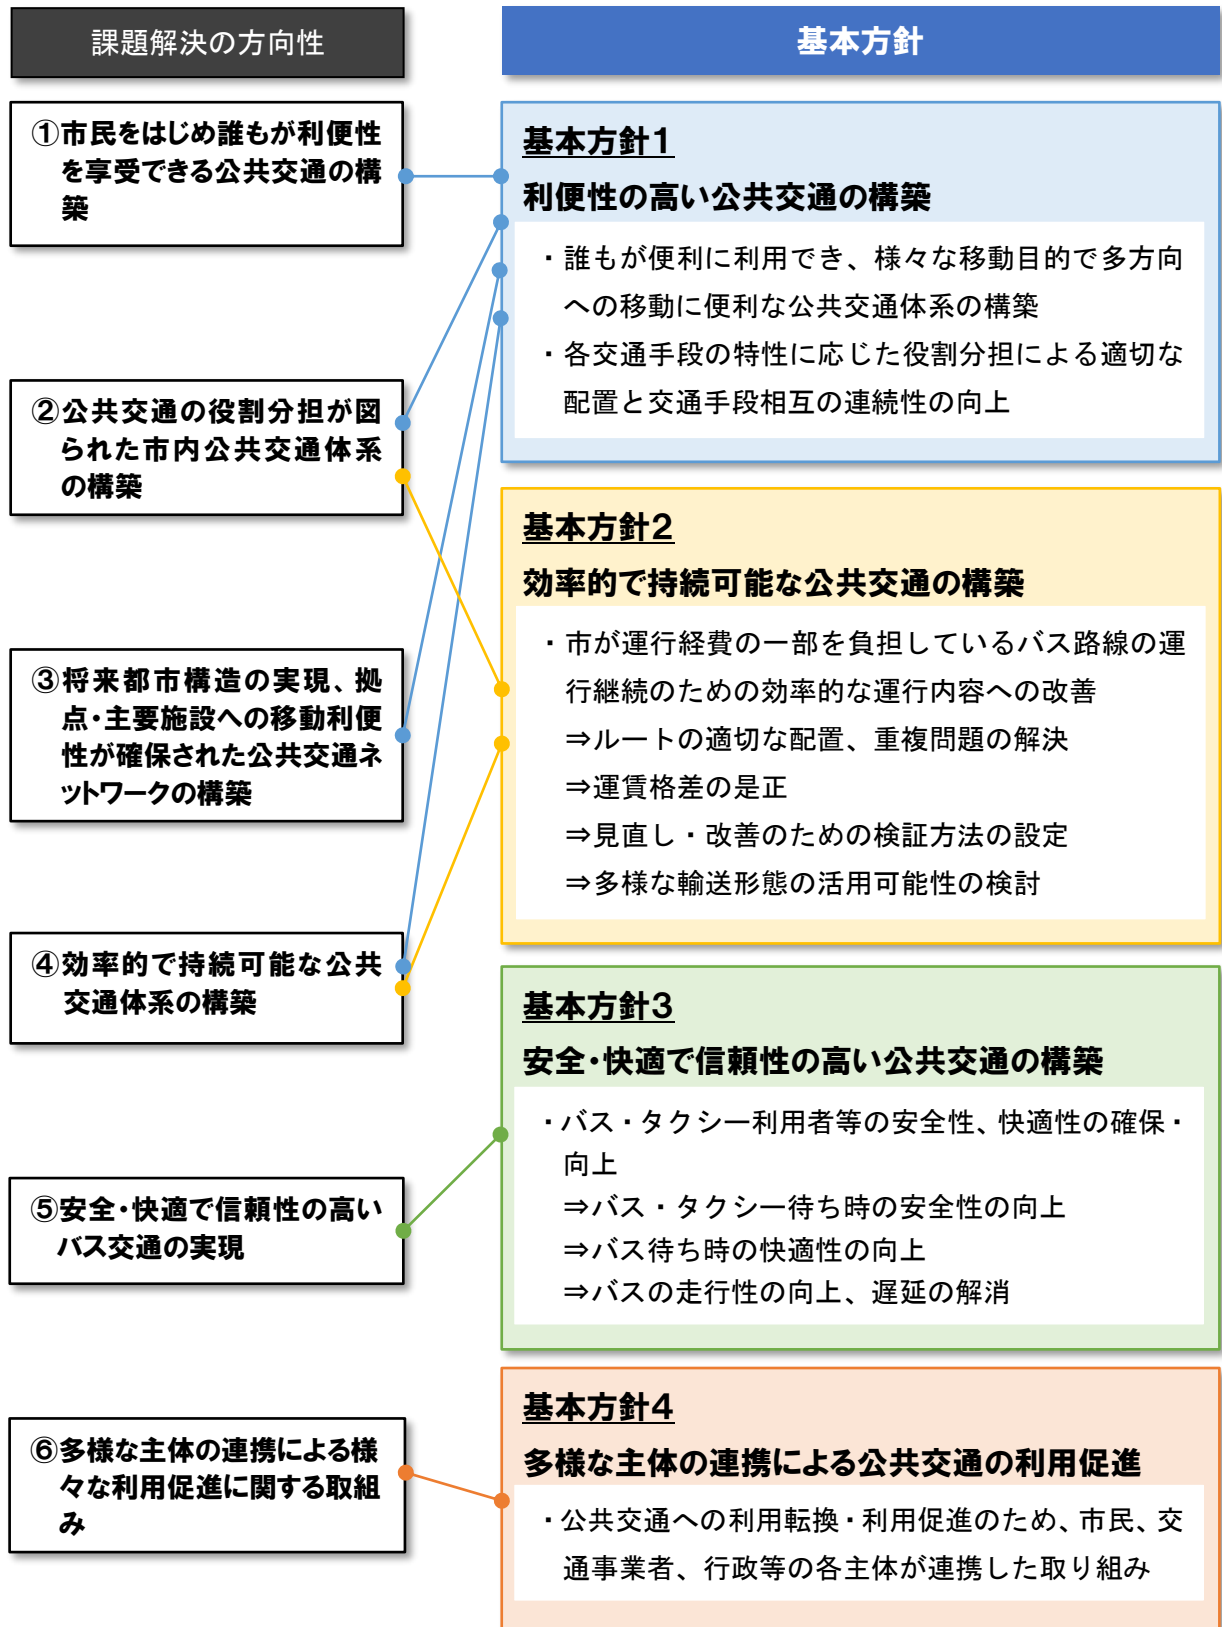 課題解決の方向性
①市民をはじめ誰もが利便性
を享受できる公共交通の構
築
②公共交通の役割分担が図
られた市内公共交通体系
の構築
③将来都市構造の実現、拠
点・主要施設への移動利便
性が確保された公共交通ネ
ットワークの構築
④効率的で持続可能な公共
交通体系の構築
⑤安全・快適で信頼性の高い
バス交通の実現
⑥多様な主体の連携による様
々な利用促進に関する取組
み
基本方針
基本方針1
利便性の高い公共交通の構築
・誰もが便利に利用でき、様々な移動目的で多方向
への移動に便利な公共交通体系の構築
・各交通手段の特性に応じた役割分担による適切な
配置と交通手段相互の連続性の向上
基本方針2
効率的で持続可能な公共交通の構築
・市が運行経費の一部を負担しているバス路線の運
行継続のための効率的な運行内容への改善
⇒ルートの適切な配置、重複問題の解決
⇒運賃格差の是正
⇒見直し・改善のための検証方法の設定
⇒多様な輸送形態の活用可能性の検討
基本方針3
安全・快適で信頼性の高い公共交通の構築
・バス・タクシー利用者等の安全性、快適性の確保・
向上
⇒バス・タクシー待ち時の安全性の向上
⇒バス待ち時の快適性の向上
⇒バスの走行性の向上、遅延の解消
基本方針4
多様な主体の連携による公共交通の利用促進
・公共交通への利用転換・利用促進のため、市民、交
通事業者、行政等の各主体が連携した取り組み